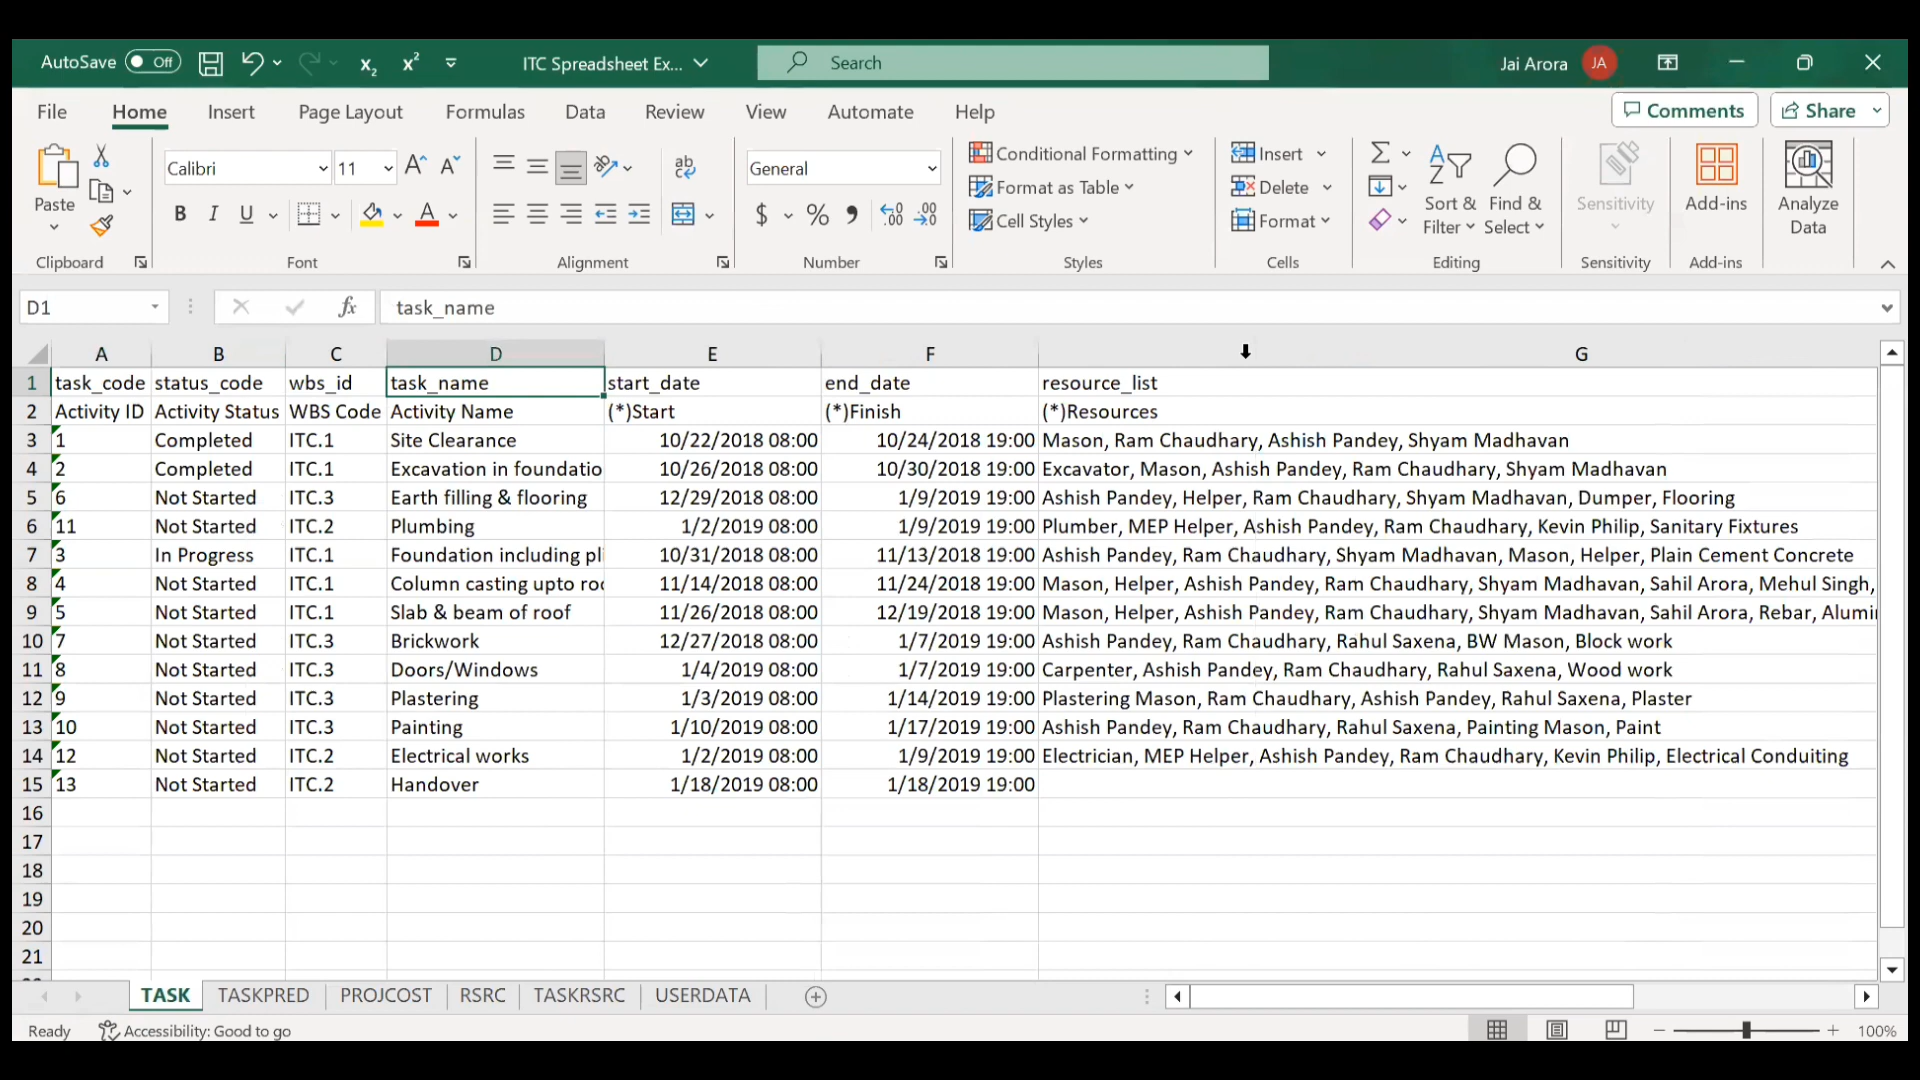 AutoSave Off x₂ x² ITC Spreadsheet Ex... Search Jai Arora JA
File Home Insert Page Layout Formulas Data Review View Automate Help Comments Share
Paste Calibri 11 A^ A˅ ab c General Conditional Formatting Insert Σ A Z
B I U A $ % 9 .00 Format as Table Delete
Cell Styles Format Sort & Filter Find & Select Sensitivity Add-ins Analyze Data
Clipboard Font Alignment Number Styles Cells Editing Sensitivity Add-ins
D1 fx task_name
A B C D E F G
1 task_code status_code wbs_id task_name start_date end_date resource_list
2 Activity ID Activity Status WBS Code Activity Name (*)Start (*)Finish (*)Resources
3 1 Completed ITC.1 Site Clearance 10/22/2018 08:00 10/24/2018 19:00 Mason, Ram Chaudhary, Ashish Pandey, Shyam Madhavan
4 2 Completed ITC.1 Excavation in foundatio 10/26/2018 08:00 10/30/2018 19:00 Excavator, Mason, Ashish Pandey, Ram Chaudhary, Shyam Madhavan
5 6 Not Started ITC.3 Earth filling & flooring 12/29/2018 08:00 1/9/2019 19:00 Ashish Pandey, Helper, Ram Chaudhary, Shyam Madhavan, Dumper, Flooring
6 11 Not Started ITC.2 Plumbing 1/2/2019 08:00 1/9/2019 19:00 Plumber, MEP Helper, Ashish Pandey, Ram Chaudhary, Kevin Philip, Sanitary Fixtures
7 3 In Progress ITC.1 Foundation including pli 10/31/2018 08:00 11/13/2018 19:00 Ashish Pandey, Ram Chaudhary, Shyam Madhavan, Mason, Helper, Plain Cement Concrete
8 4 Not Started ITC.1 Column casting upto roo 11/14/2018 08:00 11/24/2018 19:00 Mason, Helper, Ashish Pandey, Ram Chaudhary, Shyam Madhavan, Sahil Arora, Mehul Singh,
9 5 Not Started ITC.1 Slab & beam of roof 11/26/2018 08:00 12/19/2018 19:00 Mason, Helper, Ashish Pandey, Ram Chaudhary, Shyam Madhavan, Sahil Arora, Rebar, Alumi
10 7 Not Started ITC.3 Brickwork 12/27/2018 08:00 1/7/2019 19:00 Ashish Pandey, Ram Chaudhary, Rahul Saxena, BW Mason, Block work
11 8 Not Started ITC.3 Doors/Windows 1/4/2019 08:00 1/7/2019 19:00 Carpenter, Ashish Pandey, Ram Chaudhary, Rahul Saxena, Wood work
12 9 Not Started ITC.3 Plastering 1/3/2019 08:00 1/14/2019 19:00 Plastering Mason, Ram Chaudhary, Ashish Pandey, Rahul Saxena, Plaster
13 10 Not Started ITC.3 Painting 1/10/2019 08:00 1/17/2019 19:00 Ashish Pandey, Ram Chaudhary, Rahul Saxena, Painting Mason, Paint
14 12 Not Started ITC.2 Electrical works 1/2/2019 08:00 1/9/2019 19:00 Electrician, MEP Helper, Ashish Pandey, Ram Chaudhary, Kevin Philip, Electrical Conduiting
15 13 Not Started ITC.2 Handover 1/18/2019 08:00 1/18/2019 19:00
16
17
18
19
20
21
TASK TASKPRED PROJCOST RSRC TASKRSRC USERDATA
Ready Accessibility: Good to go 100%